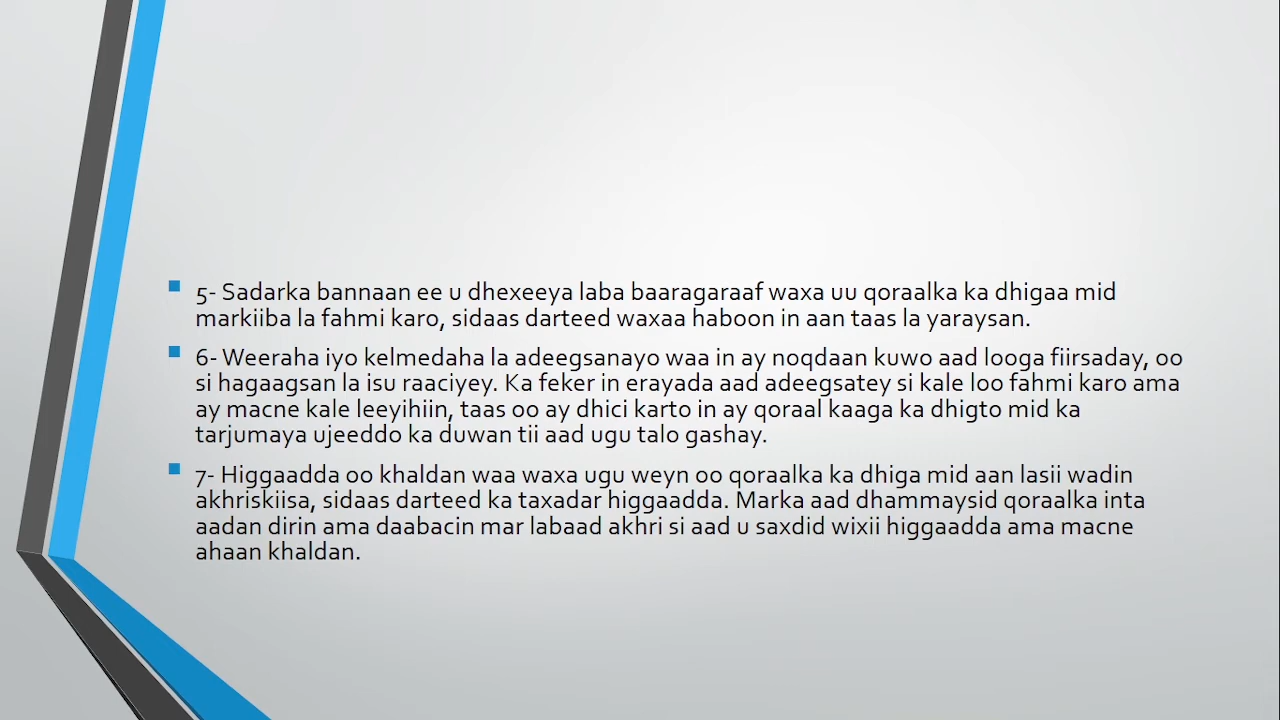 5- Sadarka bannaan ee u dhexeeya laba baaragaraaf waxa uu qoraalka ka dhigaa mid
markiiba la fahmi karo, sidaas darteed waxaa haboon in aan taas la yaraysan.
6- Weeraha iyo kelmedaha la adeegsanayo waa in ay noqdaan kuwo aad looga fiirsaday, oo
si hagaagsan la isu raaciyey. Ka feker in erayada aad adeegsatey si kale loo fahmi karo ama
ay macne kale leeyihiin, taas oo ay dhici karto in ay qoraal kaaga ka dhigto mid ka
tarjumaya ujeeddo ka duwan tii aad ugu talo gashay.
7- Higgaadda oo khaldan waa waxa ugu weyn oo qoraalka ka dhiga mid aan lasii wadin
akhriskiisa, sidaas darteed ka taxadar higgaadda. Marka aad dhammaysid qoraalka inta
aadan dirin ama daabacin mar labaad akhri si aad u saxdid wixii higgaadda ama macne
ahaan khaldan.